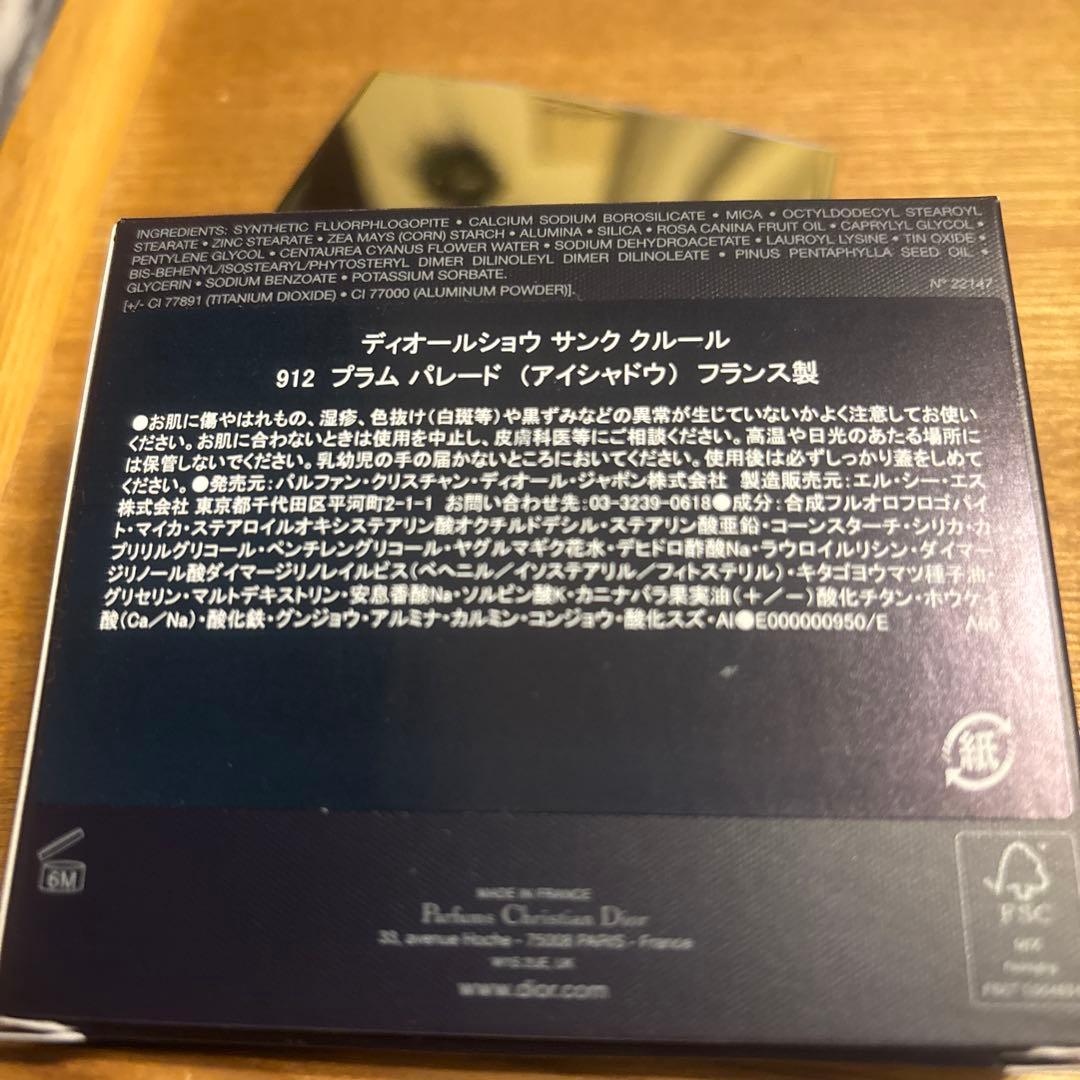 INGREDIENTS: SYNTHETIC FLUORPHLOGOPITE • CALCIUM SODIUM BOROSILICATE • MICA • OCTYLDODECYL STEAROYL
STEARATE • ZINC STEARATE • ZEA MAYS (CORN) STARCH • ALUMINA • SILICA • ROSA CANINA FRUIT OIL • CAPRYLYL GLYCOL •
PENTYLENE GLYCOL • CENTAUREA CYANUS FLOWER WATER • SODIUM DEHYDROACETATE • LAUROYL LYSINE • TIN OXIDE •
BIS-BEHENYL/ISOSTEARYL/PHYTOSTERYL DIMER DILINOLEYL DIMER DILINOLEATE • PINUS PENTAPHYLLA SEED OIL •
GLYCERIN • SODIUM BENZOATE • POTASSIUM SORBATE.
[+/- CI 77891 (TITANIUM DIOXIDE) • CI 77000 (ALUMINUM POWDER)].
N° 22147
ディオールショウ サンク クルール
912 プラム パレード (アイシャドウ) フランス製
●お肌に傷やはれもの、湿疹、色抜け(白斑等)や黒ずみなどの異常が生じていないかよく注意してお使い
ください。お肌に合わないときは使用を中止し、皮膚科医等にご相談ください。高温や日光のあたる場所に
は保管しないでください。乳幼児の手の届かないところにおいてください。使用後は必ずしっかり蓋をしめて
ください。●発売元:パルファン・クリスチャン・ディオール・ジャポン株式会社 製造販売元:エル・シー・エス
株式会社 東京都千代田区平河町2-1-1 お問い合わせ先:03-3239-0618●成分:合成フルオロフロゴパイ
ト・マイカ・ステアロイルオキシステアリン酸オクチルドデシル・ステアリン酸亜鉛・コーンスターチ・シリカ・カ
プリリルグリコール・ペンチレングリコール・ヤグルマギク花水・デヒドロ酢酸Na・ラウロイルリシン・ダイマー
ジリノール酸ダイマージリノレイルビス(ベヘニル/イソステアリル/フィトステリル)・キタゴヨウマツ種子油・
グリセリン・マルトデキストリン・安息香酸Na・ソルビン酸K・カニナバラ果実油(+/-)酸化チタン・ホウケイ
酸(Ca/Na)・酸化鉄・グンジョウ・アルミナ・カルミン・コンジョウ・酸化スズ・Al●E000000950/E A60
紙
6M
MADE IN FRANCE
Parfums Christian Dior
33, avenue Hoche - 75008 PARIS - France
W1S 2UE, UK
www.dior.com
FSC
MIX